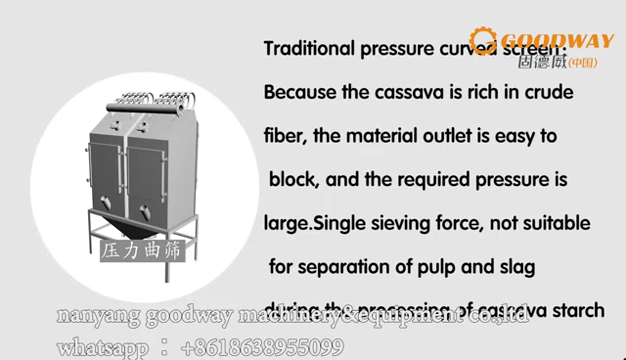 GOODWAY
固德威(中国)
Traditional pressure curved screen:
Because the cassava is rich in crude
fiber, the material outlet is easy to
block, and the required pressure is
large.Single sieving force, not suitable
for separation of pulp and slag
during the processing of cassava starch
压力曲筛
nanyang goodway machinery&equipment co.,ltd
whatsapp ：+8618638955099